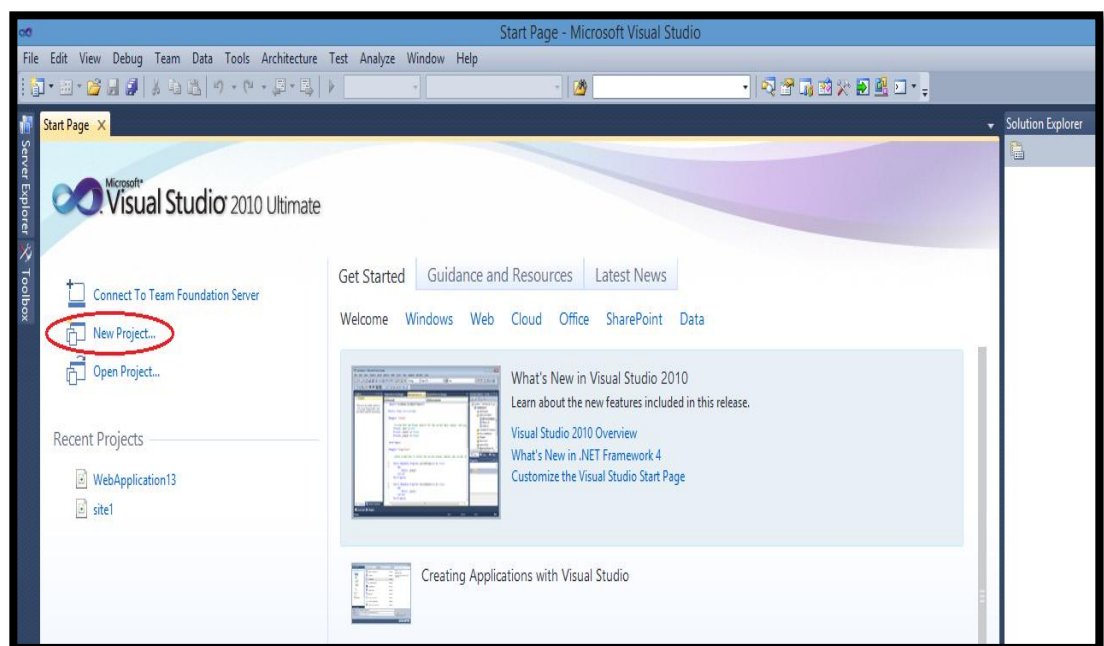 Start Page - Microsoft Visual Studio
File Edit View Debug Team Data Tools Architecture Test Analyze Window Help
Start Page X
Solution Explorer
Server Explorer
Toolbox
Microsoft
Visual Studio 2010 Ultimate
Connect To Team Foundation Server
New Project...
Open Project...
Recent Projects
WebApplication13
site1
Get Started Guidance and Resources Latest News
Welcome Windows Web Cloud Office SharePoint Data
What's New in Visual Studio 2010
Learn about the new features included in this release.
Visual Studio 2010 Overview
What's New in .NET Framework 4
Customize the Visual Studio Start Page
Creating Applications with Visual Studio